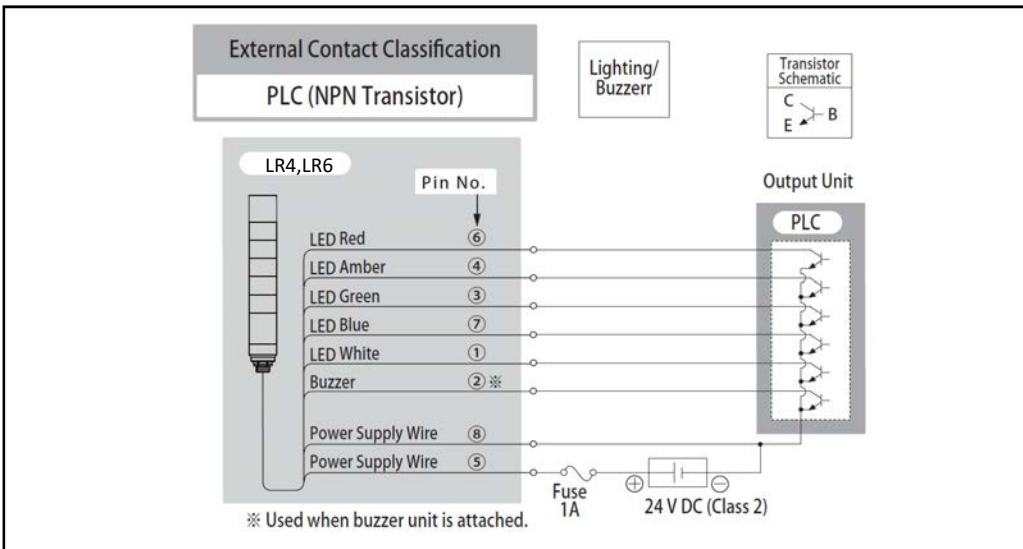 External Contact Classification
PLC (NPN Transistor)
Lighting/
Buzzerr
Transistor
Schematic
C
B
E
LR4,LR6
Pin No.
Output Unit
PLC
LED Red ⑥
LED Amber ④
LED Green ③
LED Blue ⑦
LED White ①
Buzzer ② ※
Power Supply Wire ⑧
Power Supply Wire ⑤
Fuse
1A
⊕ ⊖
24 V DC (Class 2)
※ Used when buzzer unit is attached.